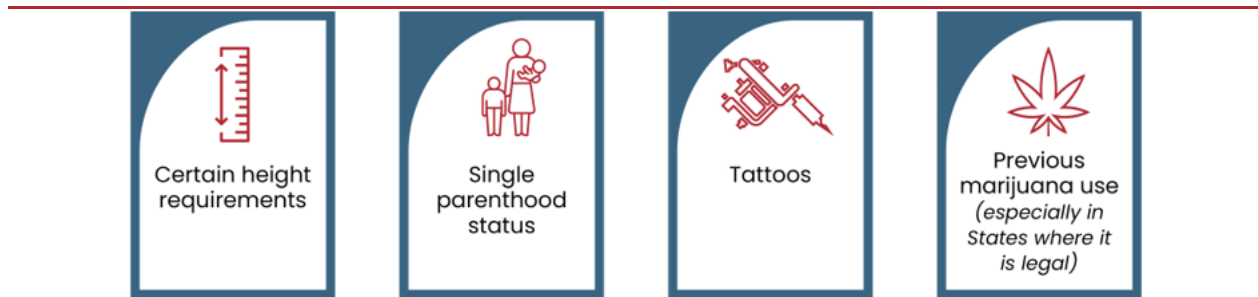 Certain height
requirements
Single
parenthood
status
Tattoos
Previous
marijuana use
(especially in
States where it
is legal)